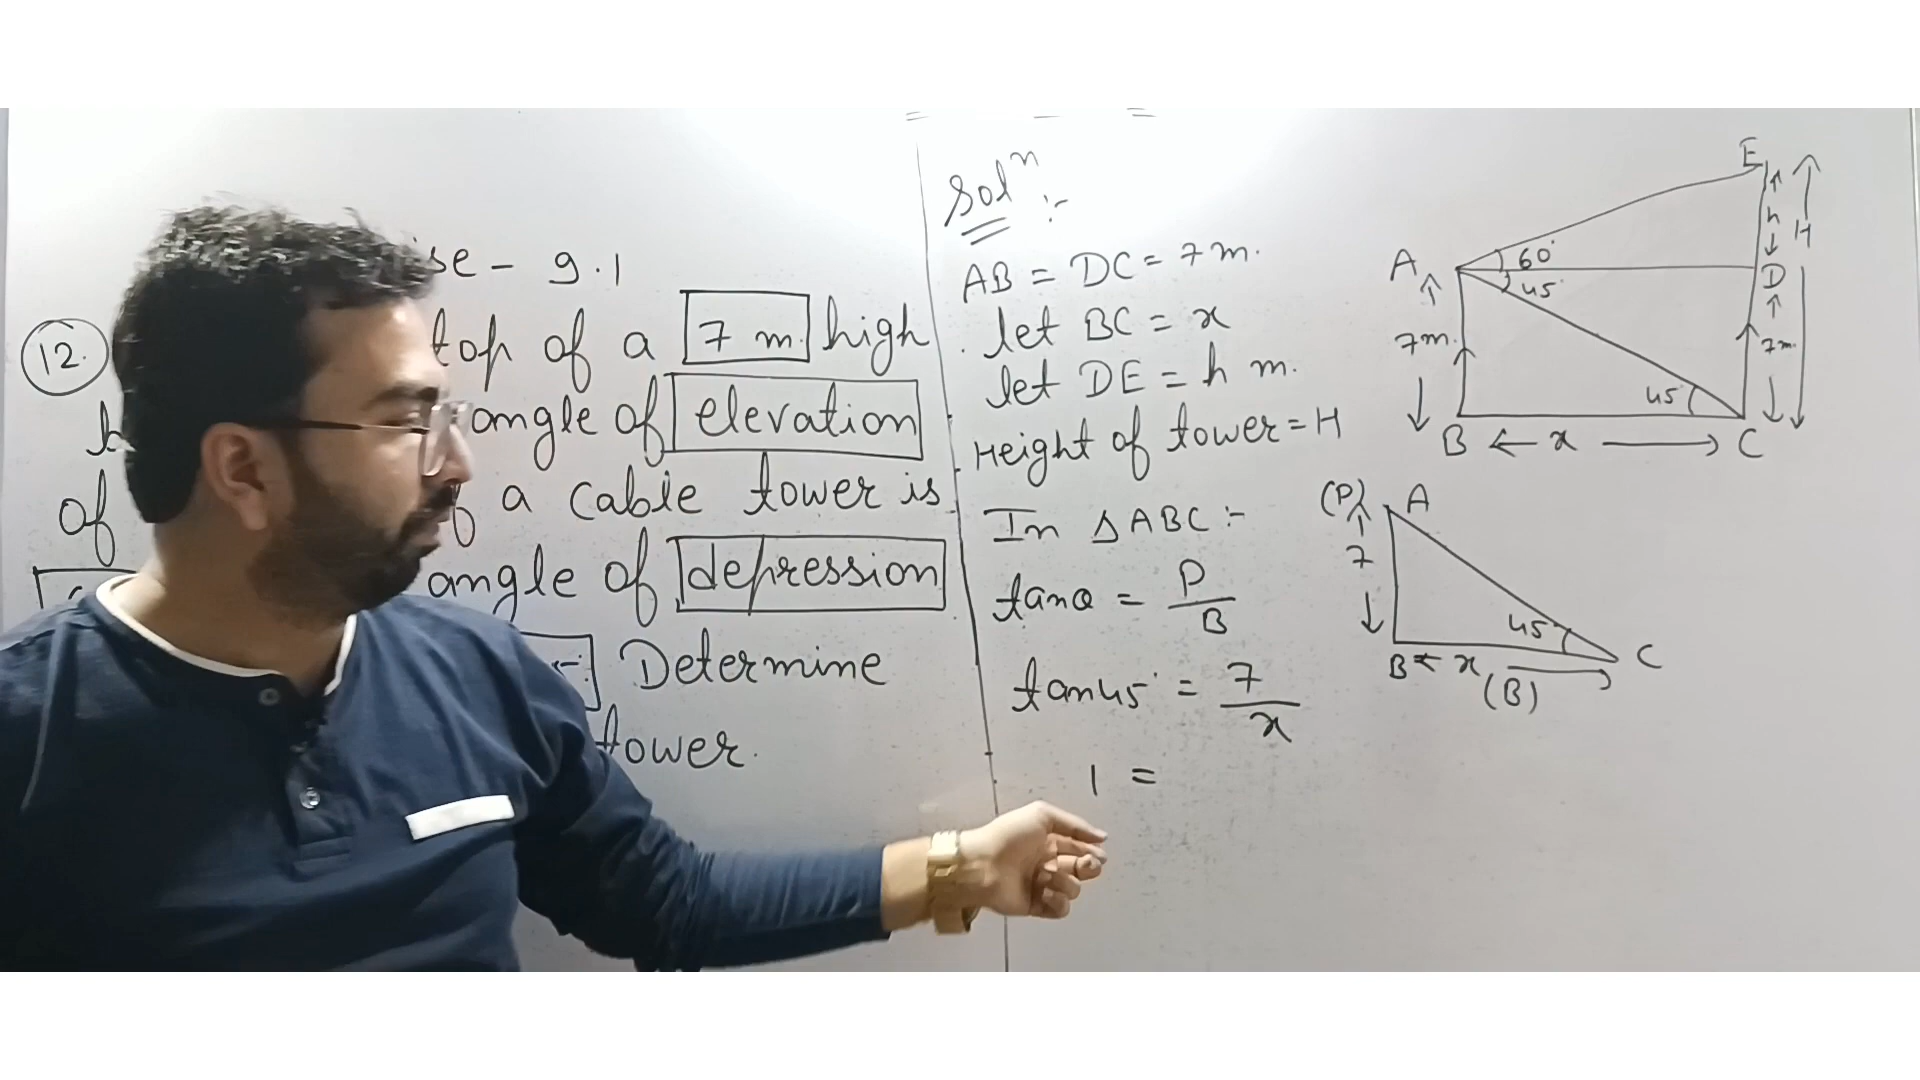 se - 9.1
12. top of a 7 m. high
angle of elevation
of a cable tower is
angle of depression
Determine
tower.
Solⁿ :-
AB = DC = 7 m.
let BC = x
let DE = h m.
Height of tower = H
In △ABC :-
tanθ = P/B
tan45° = 7/x
1 =
E
h
H
A 60° D
45°
7m. 7m.
45
B ← x → C
(P) A
7
45
B ← x → C
(B)